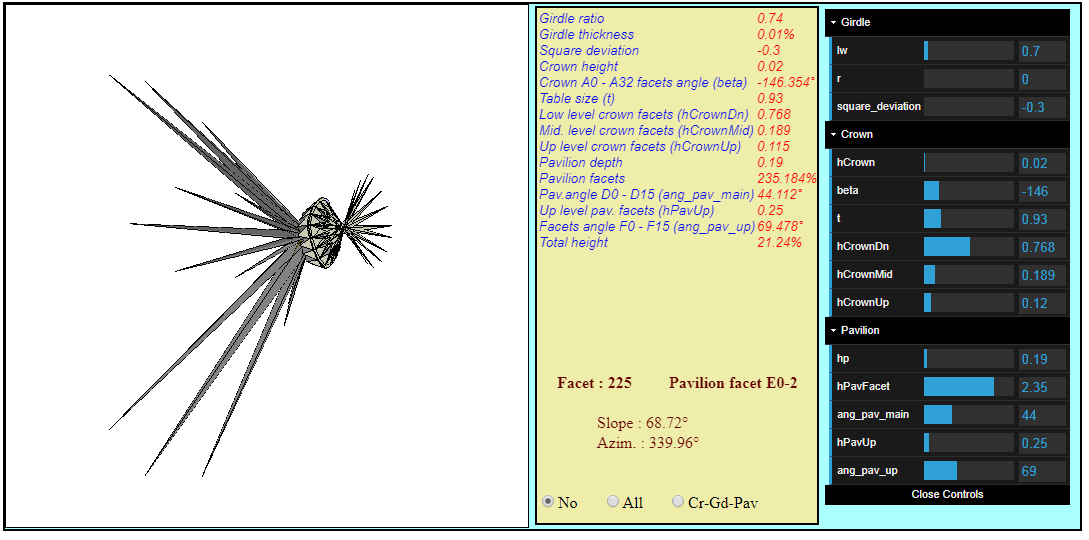 Girdle ratio 0.74
Girdle thickness 0.01%
Square deviation -0.3
Crown height 0.02
Crown A0 - A32 facets angle (beta) -146.354°
Table size (t) 0.93
Low level crown facets (hCrownDn) 0.768
Mid. level crown facets (hCrownMid) 0.189
Up level crown facets (hCrownUp) 0.115
Pavilion depth 0.19
Pavilion facets 235.184%
Pav.angle D0 - D15 (ang_pav_main) 44.112°
Up level pav. facets (hPavUp) 0.25
Facets angle F0 - F15 (ang_pav_up) 69.478°
Total height 21.24%
Facet : 225 Pavilion facet E0-2
Slope : 68.72°
Azim. : 339.96°
No All Cr-Gd-Pav
Girdle
lw 0.7
r 0
square_deviation -0.3
Crown
hCrown 0.02
beta -146
t 0.93
hCrownDn 0.768
hCrownMid 0.189
hCrownUp 0.12
Pavilion
hp 0.19
hPavFacet 2.35
ang_pav_main 44
hPavUp 0.25
ang_pav_up 69
Close Controls